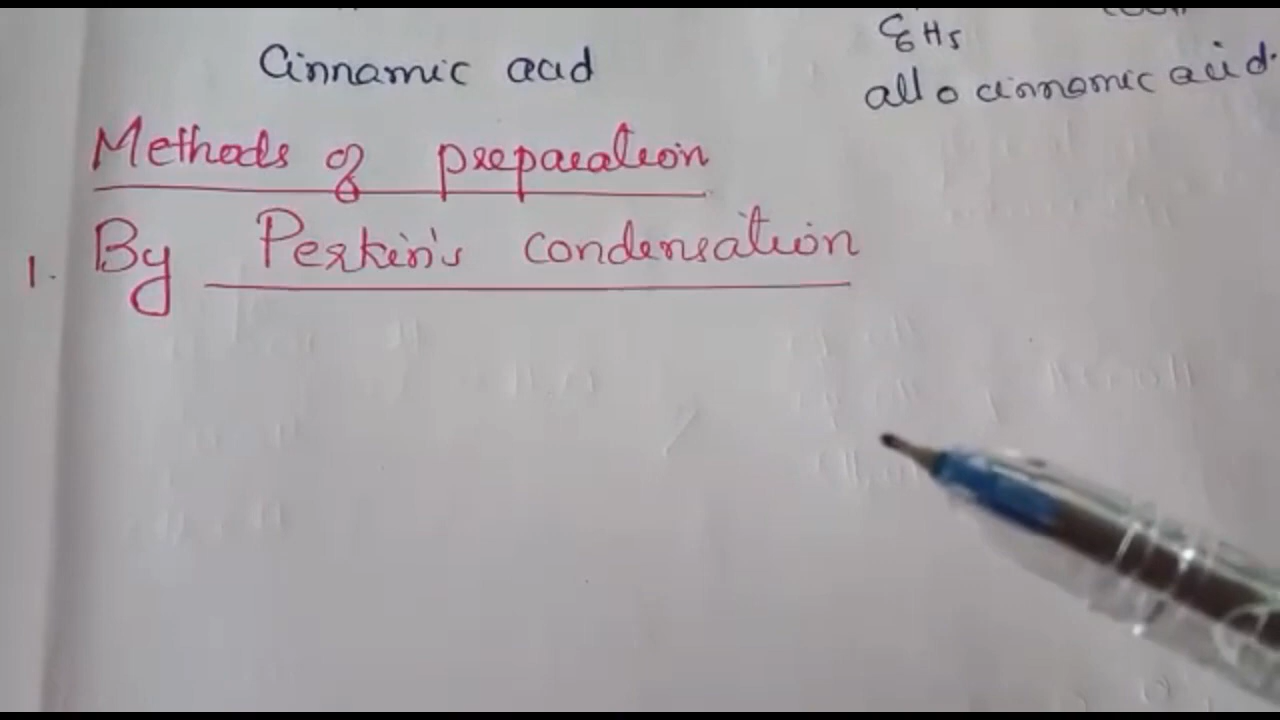 C6H5
Cinnamic acid
allo cinnamic acid.
Methods of preparation
1. By Perkin's condensation